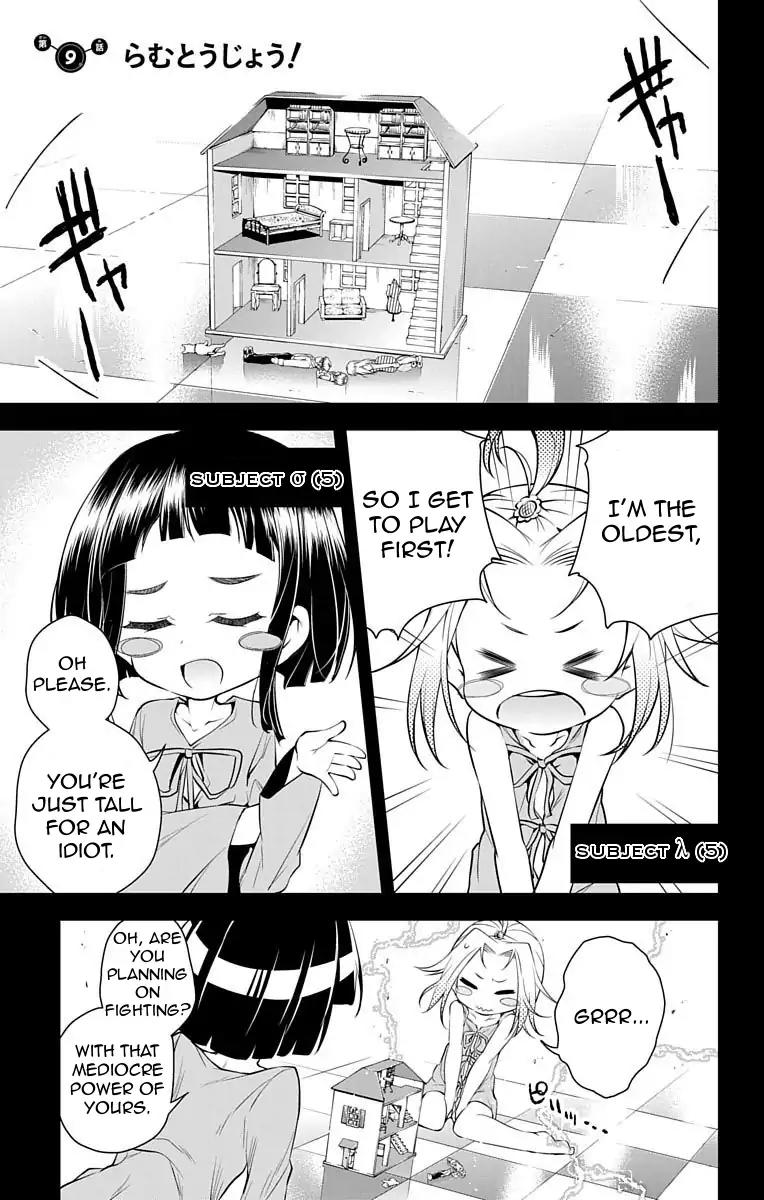 第9話 らむとうじょう!
ギャー
ギャー
I'M THE
OLDEST,
SO I GET
TO PLAY
FIRST!
SUBJECT λ (5)
SUBJECT σ (5)
OH
PLEASE.
YOU'RE
JUST TALL
FOR AN
IDIOT.
GRRR...
ビビ...
OH, ARE
YOU
PLANNING
ON
FIGHTING?
WITH THAT
MEDIOCRE
POWER OF
YOURS.